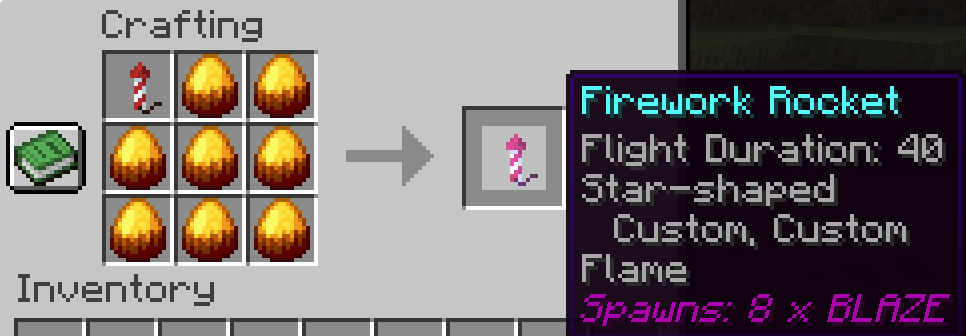 Crafting
Firework Rocket
Flight Duration: 40
Star-shaped
Custom, Custom
Flame
Spawns: 8 x BLAZE
Inventory